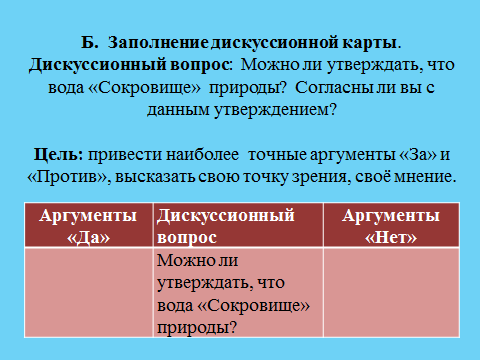 Б. Заполнение дискуссионной карты.
Дискуссионный вопрос: Можно ли утверждать, что
вода «Сокровище» природы? Согласны ли вы с
данным утверждением?
Цель: привести наиболее точные аргументы «За» и
«Против», высказать свою точку зрения, своё мнение.
Аргументы
«Да»
Дискуссионный
вопрос
Аргументы
«Нет»
Можно ли
утверждать, что
вода «Сокровище»
природы?